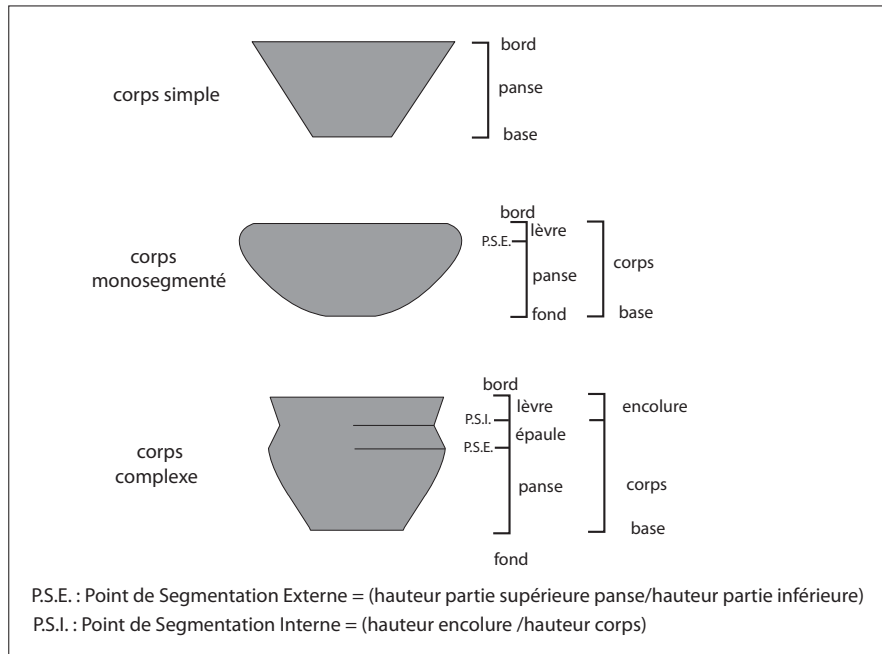 bord
corps simple
panse
base
bord
lèvre
P.S.E.
corps
monosegmenté
panse
corps
fond
base
bord
lèvre
encolure
P.S.I.
épaule
P.S.E.
corps
complexe
panse
corps
base
fond
P.S.E. : Point de Segmentation Externe = (hauteur partie supérieure panse/hauteur partie inférieure)
P.S.I. : Point de Segmentation Interne = (hauteur encolure /hauteur corps)